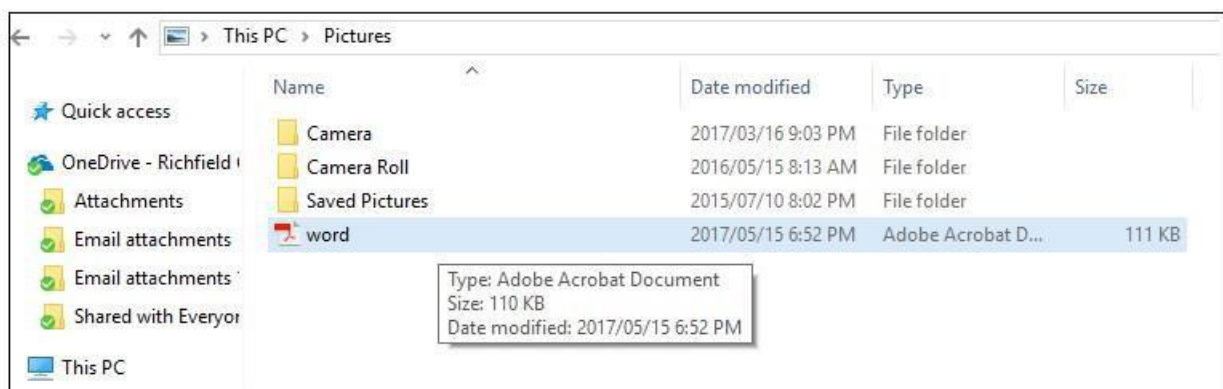 This PC > Pictures
Name Date modified Type Size
Quick access
OneDrive - Richfield
Attachments
Email attachments
Email attachments
Shared with Everyor
This PC
Camera 2017/03/16 9:03 PM File folder
Camera Roll 2016/05/15 8:13 AM File folder
Saved Pictures 2015/07/10 8:02 PM File folder
word 2017/05/15 6:52 PM Adobe Acrobat D... 111 KB
Type: Adobe Acrobat Document
Size: 110 KB
Date modified: 2017/05/15 6:52 PM